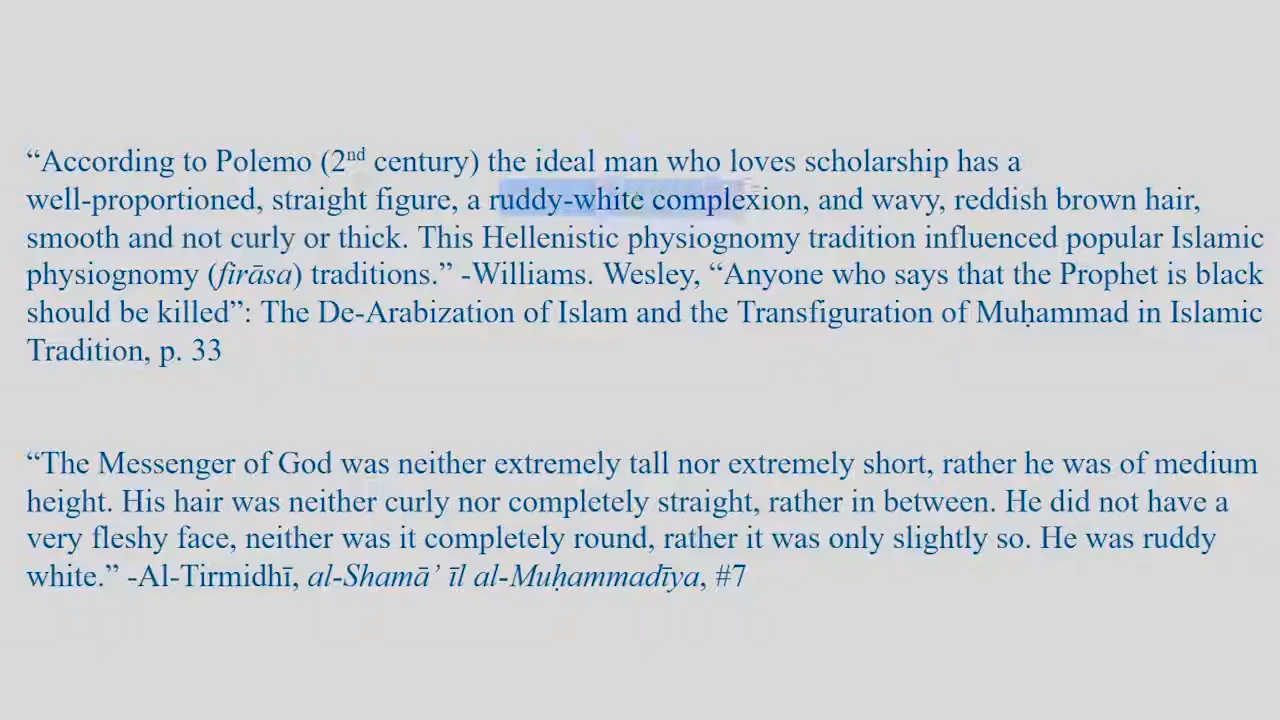 “According to Polemo (2nd century) the ideal man who loves scholarship has a
well-proportioned, straight figure, a ruddy-white complexion, and wavy, reddish brown hair,
smooth and not curly or thick. This Hellenistic physiognomy tradition influenced popular Islamic
physiognomy (firāsa) traditions.” -Williams. Wesley, “Anyone who says that the Prophet is black
should be killed”: The De-Arabization of Islam and the Transfiguration of Muḥammad in Islamic
Tradition, p. 33
“The Messenger of God was neither extremely tall nor extremely short, rather he was of medium
height. His hair was neither curly nor completely straight, rather in between. He did not have a
very fleshy face, neither was it completely round, rather it was only slightly so. He was ruddy
white.” -Al-Tirmidhī, al-Shamā’ īl al-Muḥammadīya, #7